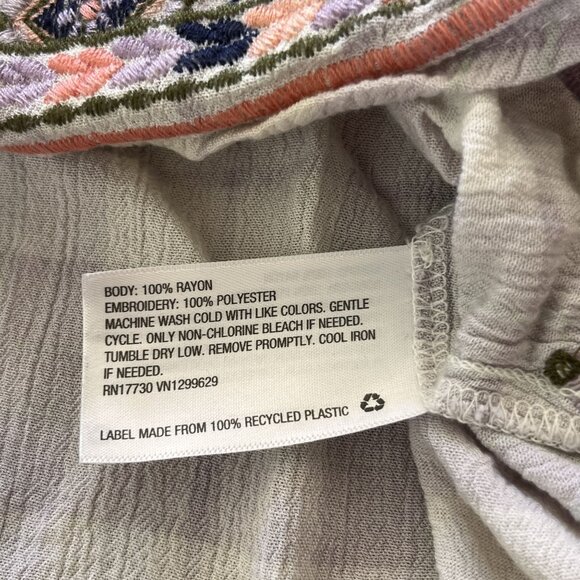 BODY: 100% RAYON
EMBROIDERY: 100% POLYESTER
MACHINE WASH COLD WITH LIKE COLORS. GENTLE
CYCLE. ONLY NON-CHLORINE BLEACH IF NEEDED.
TUMBLE DRY LOW. REMOVE PROMPTLY. COOL IRON
IF NEEDED.
RN17730 VN1299629
LABEL MADE FROM 100% RECYCLED PLASTIC